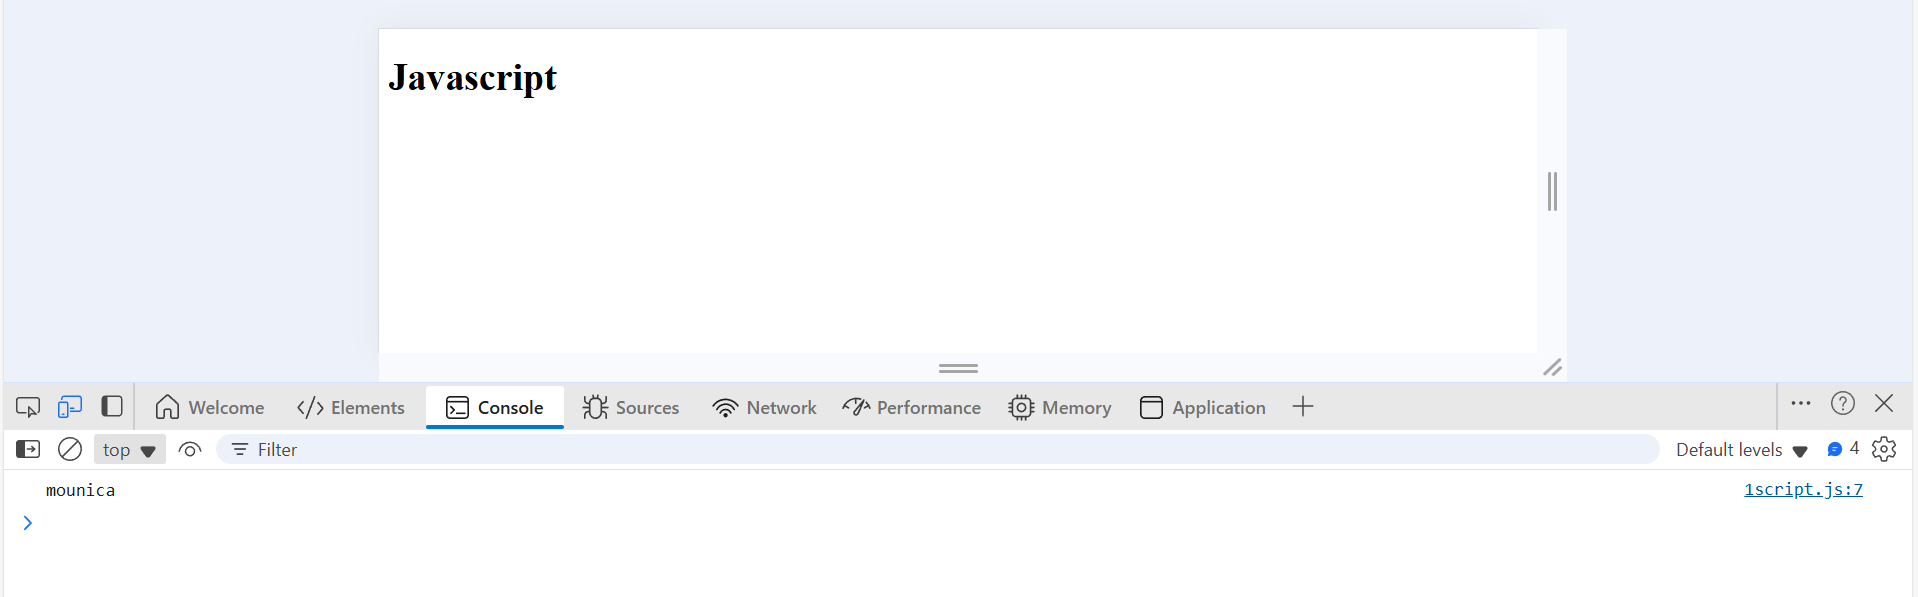 Javascript
Welcome </> Elements Console Sources Network Performance Memory Application
top Filter Default levels 4
mounica 1script.js:7